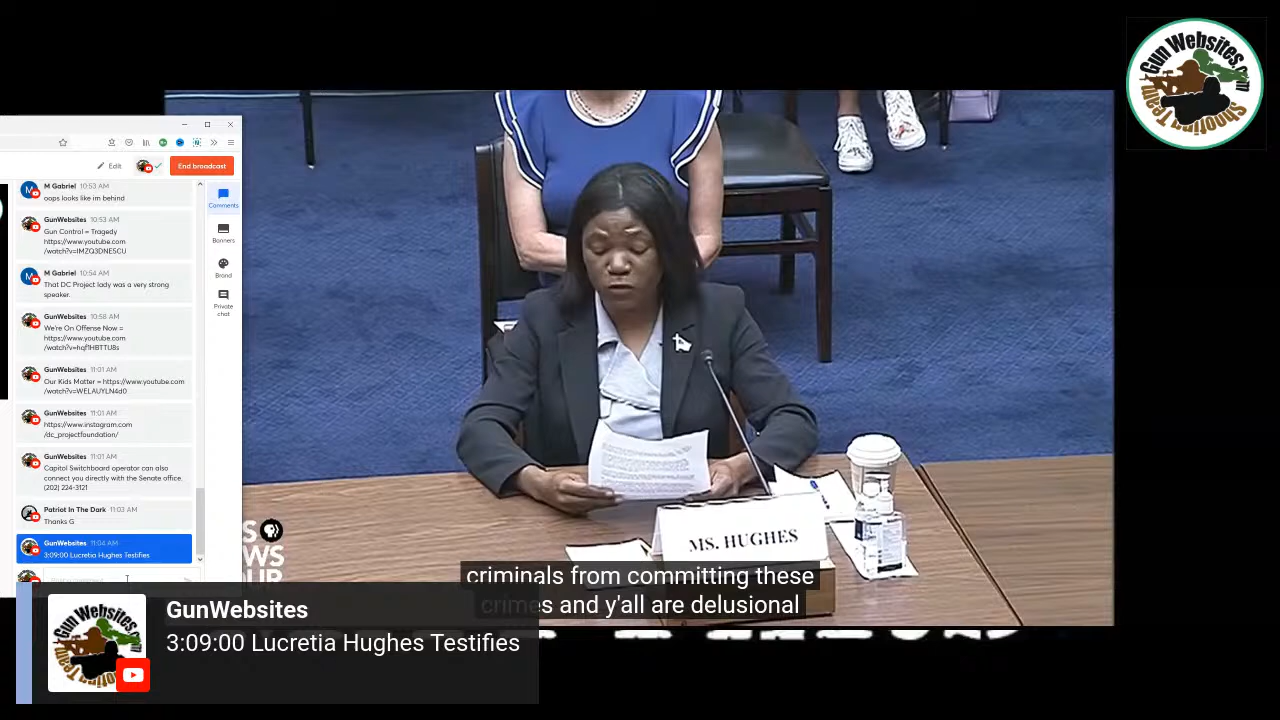 Edit
End broadcast
M Gabriel 10:53 AM
oops looks like im behind
GunWebsites 10:53 AM
Gun Control = Tragedy
https://www.youtube.com
/watch?v=IMZQ3DNESCU
M Gabriel 10:54 AM
That DC Project lady was a very strong
speaker.
GunWebsites 10:58 AM
We're On Offense Now =
https://www.youtube.com
/watch?v=hqf1HBTTU8s
GunWebsites 11:01 AM
Our Kids Matter = https://www.youtube.com
/watch?v=WELAUYLN4d0
GunWebsites 11:01 AM
https://www.instagram.com
/dc_projectfoundation/
GunWebsites 11:01 AM
Capitol Switchboard operator can also
connect you directly with the Senate office.
(202) 224-3121
Patriot In The Dark 11:03 AM
Thanks G
GunWebsites 11:04 AM
3:09:00 Lucretia Hughes Testifies
Comments
Banners
Brand
Private
chat
Gun Websites.com
Shooting Team
MS. HUGHES
criminals from committing these
crimes and y'all are delusional
GunWebsites
3:09:00 Lucretia Hughes Testifies